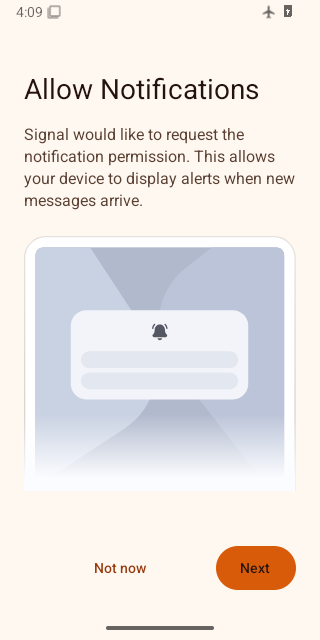 4:09
Allow Notifications
Signal would like to request the
notification permission. This allows
your device to display alerts when new
messages arrive.
Not now
Next